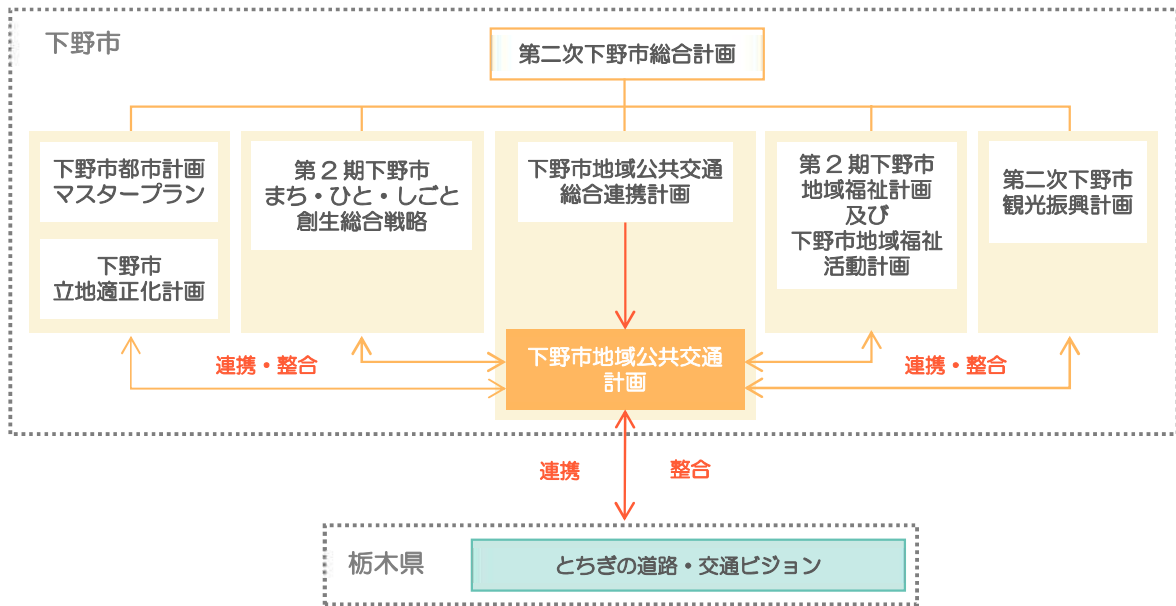 下野市
第二次下野市総合計画
下野市都市計画
マスタープラン
下野市
立地適正化計画
第2期下野市
まち・ひと・しごと
創生総合戦略
下野市地域公共交通
総合連携計画
第2期下野市
地域福祉計画
及び
下野市地域福祉
活動計画
第二次下野市
観光振興計画
連携・整合
下野市地域公共交通
計画
連携・整合
連携
整合
栃木県
とちぎの道路・交通ビジョン